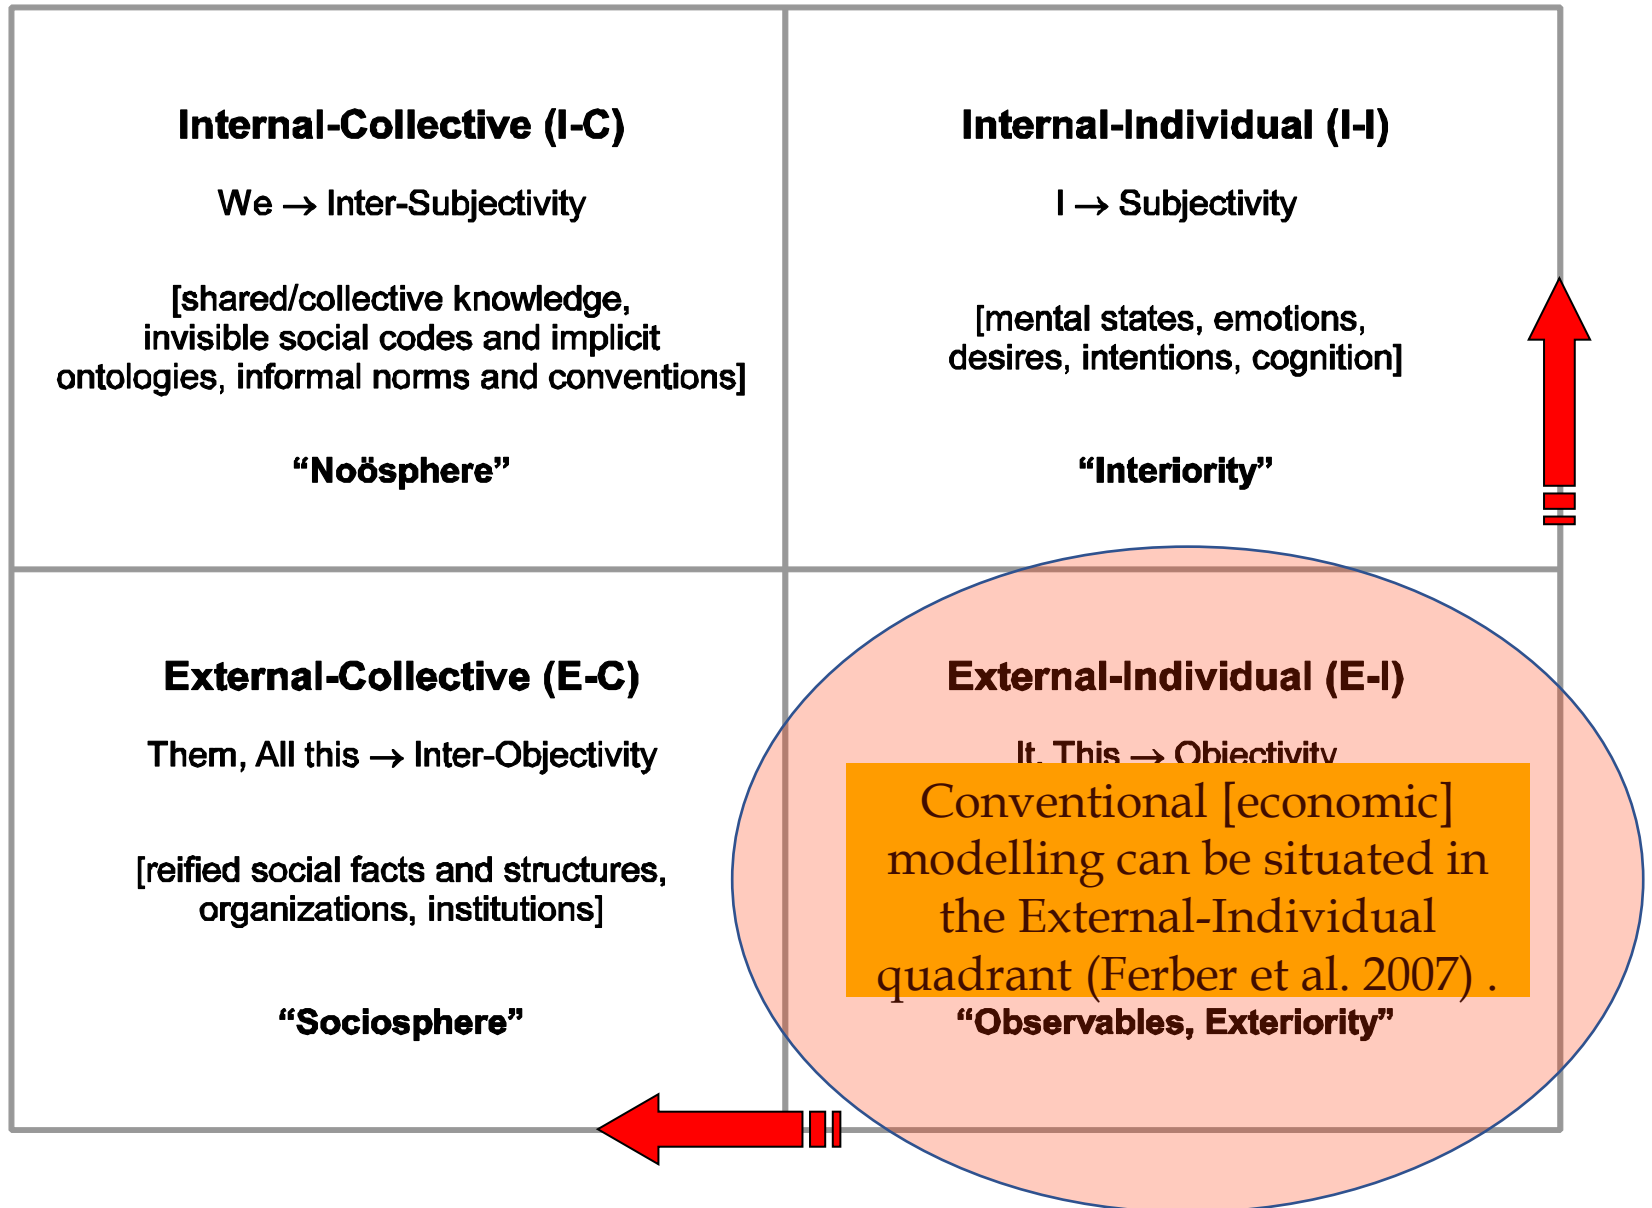 Internal-Collective (I-C)
We → Inter-Subjectivity
[shared/collective knowledge,
invisible social codes and implicit
ontologies, informal norms and conventions]
“Noösphere”
Internal-Individual (I-I)
I → Subjectivity
[mental states, emotions,
desires, intentions, cognition]
“Interiority”
External-Collective (E-C)
Them, All this → Inter-Objectivity
[reified social facts and structures,
organizations, institutions]
“Sociosphere”
External-Individual (E-I)
It, This → Objectivity
Conventional [economic]
modelling can be situated in
the External-Individual
quadrant (Ferber et al. 2007) .
“Observables, Exteriority”